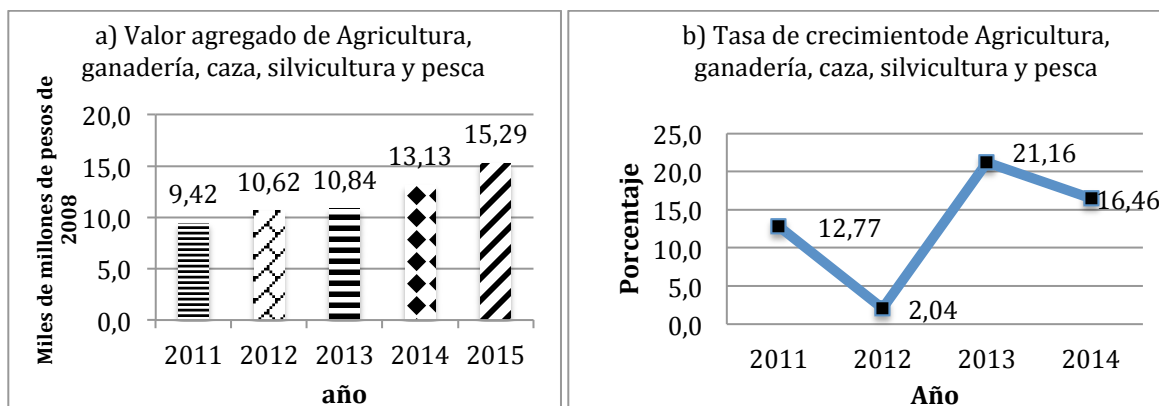 a) Valor agregado de Agricultura,
ganadería, caza, silvicultura y pesca
Miles de millones de pesos de
2008
20,0
15,0
10,0
5,0
0,0
9,42
10,62
10,84
13,13
15,29
2011 2012 2013 2014 2015
año
b) Tasa de crecimientode Agricultura,
ganadería, caza, silvicultura y pesca
Porcentaje
25,0
20,0
15,0
10,0
5,0
0,0
12,77
2,04
21,16
16,46
2011 2012 2013 2014
Año